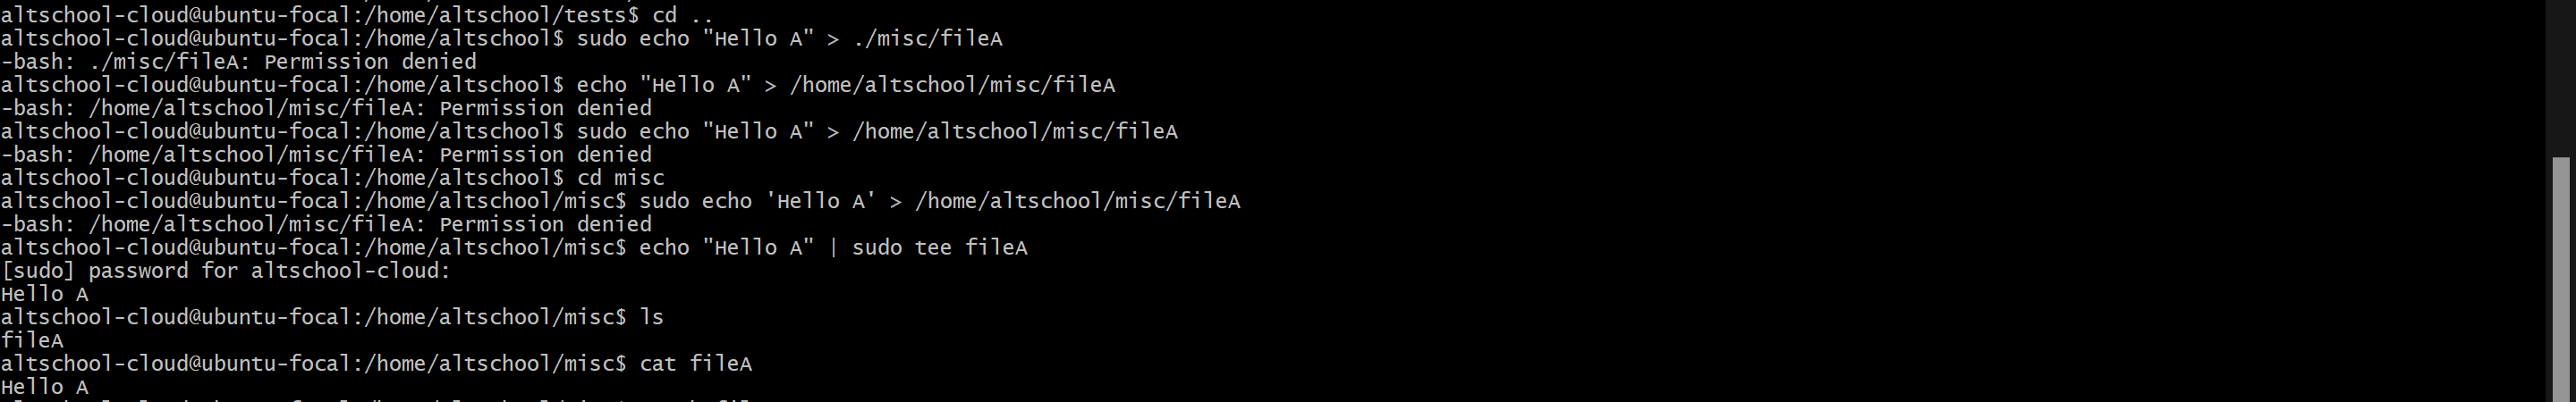 altschool-cloud@ubuntu-focal:/home/altschool/tests$ cd ..
altschool-cloud@ubuntu-focal:/home/altschool$ sudo echo "Hello A" > ./misc/fileA
-bash: ./misc/fileA: Permission denied
altschool-cloud@ubuntu-focal:/home/altschool$ echo "Hello A" > /home/altschool/misc/fileA
-bash: /home/altschool/misc/fileA: Permission denied
altschool-cloud@ubuntu-focal:/home/altschool$ sudo echo "Hello A" > /home/altschool/misc/fileA
-bash: /home/altschool/misc/fileA: Permission denied
altschool-cloud@ubuntu-focal:/home/altschool$ cd misc
altschool-cloud@ubuntu-focal:/home/altschool/misc$ sudo echo 'Hello A' > /home/altschool/misc/fileA
-bash: /home/altschool/misc/fileA: Permission denied
altschool-cloud@ubuntu-focal:/home/altschool/misc$ echo "Hello A" | sudo tee fileA
[sudo] password for altschool-cloud:
Hello A
altschool-cloud@ubuntu-focal:/home/altschool/misc$ ls
fileA
altschool-cloud@ubuntu-focal:/home/altschool/misc$ cat fileA
Hello A